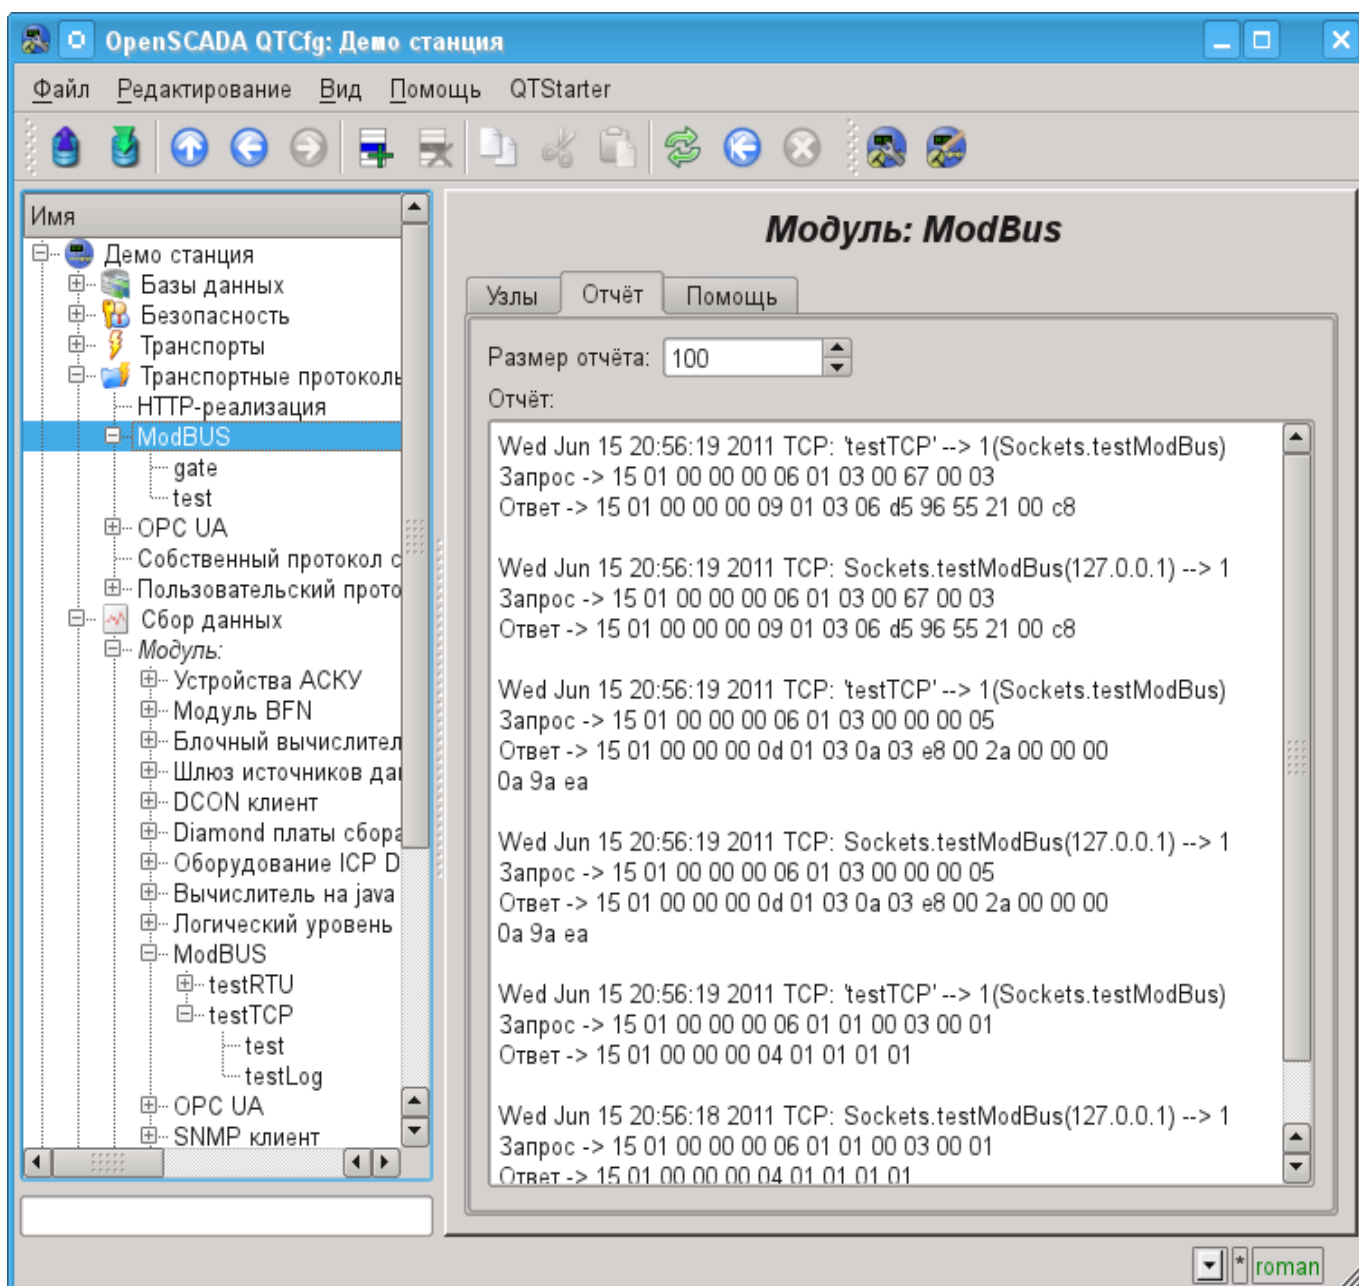 OpenSCADA QTCfg: Демо станция
Файл Редактирование Вид Помощь QTStarter
Имя
Демо станция
Базы данных
Безопасность
Транспорты
Транспортные протоколь
HTTP-реализация
ModBUS
gate
test
OPC UA
Собственный протокол с
Пользовательский прото
Сбор данных
Модуль:
Устройства АСКУ
Модуль BFN
Блочный вычислител
Шлюз источников даı
DCON клиент
Diamond платы сбора
Оборудование ICP D
Вычислитель на java
Логический уровень
ModBUS
testRTU
testTCP
test
testLog
OPC UA
SNMP клиент
Модуль: ModBus
Узлы Отчёт Помощь
Размер отчёта: 100
Отчёт:
Wed Jun 15 20:56:19 2011 TCP: 'testTCP' --> 1(Sockets.testModBus)
Запрос -> 15 01 00 00 00 06 01 03 00 67 00 03
Ответ -> 15 01 00 00 00 09 01 03 06 d5 96 55 21 00 c8
Wed Jun 15 20:56:19 2011 TCP: Sockets.testModBus(127.0.0.1) --> 1
Запрос -> 15 01 00 00 00 06 01 03 00 67 00 03
Ответ -> 15 01 00 00 00 09 01 03 06 d5 96 55 21 00 c8
Wed Jun 15 20:56:19 2011 TCP: 'testTCP' --> 1(Sockets.testModBus)
Запрос -> 15 01 00 00 00 06 01 03 00 00 00 05
Ответ -> 15 01 00 00 00 0d 01 03 0a 03 e8 00 2a 00 00 00
0a 9a ea
Wed Jun 15 20:56:19 2011 TCP: Sockets.testModBus(127.0.0.1) --> 1
Запрос -> 15 01 00 00 00 06 01 03 00 00 00 05
Ответ -> 15 01 00 00 00 0d 01 03 0a 03 e8 00 2a 00 00 00
0a 9a ea
Wed Jun 15 20:56:19 2011 TCP: 'testTCP' --> 1(Sockets.testModBus)
Запрос -> 15 01 00 00 00 06 01 01 00 03 00 01
Ответ -> 15 01 00 00 00 04 01 01 01 01
Wed Jun 15 20:56:18 2011 TCP: Sockets.testModBus(127.0.0.1) --> 1
Запрос -> 15 01 00 00 00 06 01 01 00 03 00 01
Ответ -> 15 01 00 00 00 04 01 01 01 01
* roman